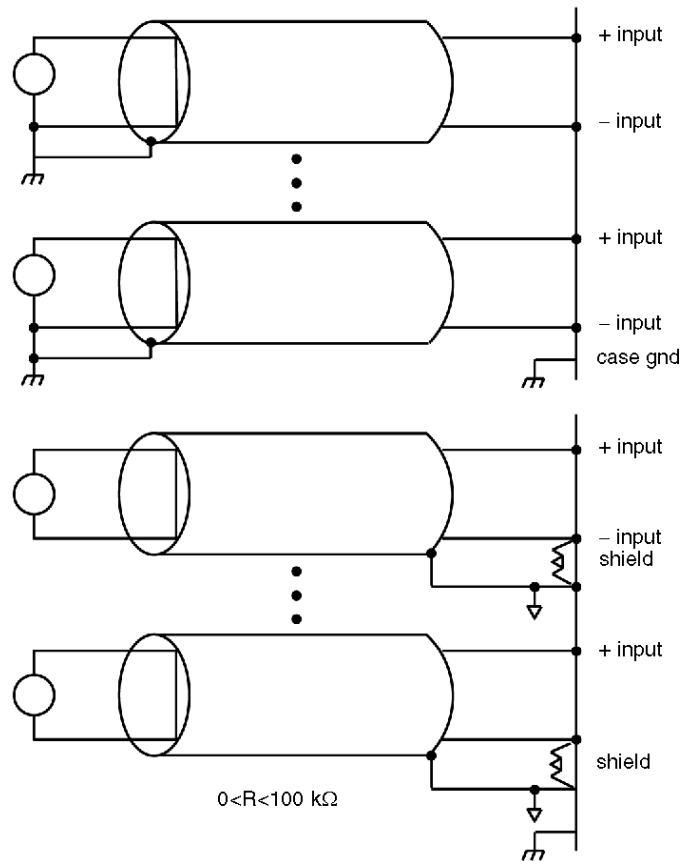 + input
– input
+ input
– input
case gnd
+ input
– input
shield
+ input
shield
0<R<100 kΩ